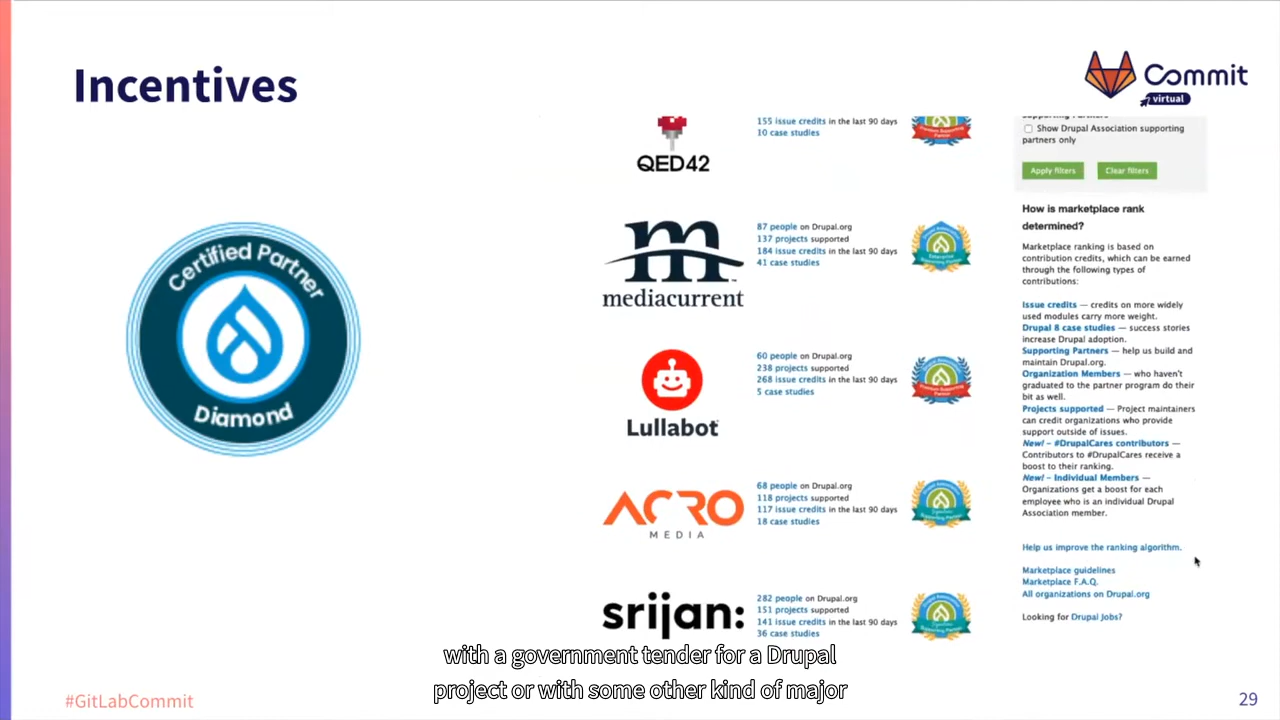 Incentives
Commit
virtual
Certified Partner
Diamond
155 issue credits in the last 90 days
10 case studies
QED42
87 people on Drupal.org
137 projects supported
184 issue credits in the last 90 days
41 case studies
mediacurrent
60 people on Drupal.org
238 projects supported
268 issue credits in the last 90 days
5 case studies
Lullabot
68 people on Drupal.org
118 projects supported
117 issue credits in the last 90 days
18 case studies
ACRO
MEDIA
282 people on Drupal.org
151 projects supported
141 issue credits in the last 90 days
36 case studies
srijan:
Supporting Partners
Show Drupal Association supporting
partners only
Apply filters
Clear filters
How is marketplace rank
determined?
Marketplace ranking is based on
contribution credits, which can be earned
through the following types of
contributions:
Issue credits — credits on more widely
used modules carry more weight.
Drupal 8 case studies — success stories
increase Drupal adoption.
Supporting Partners — help us build and
maintain Drupal.org.
Organization Members — who haven't
graduated to the partner program do their
bit as well.
Projects supported — Project maintainers
can credit organizations who provide
support outside of issues.
New! – #DrupalCares contributors —
Contributors to #DrupalCares receive a
boost to their ranking.
New! – Individual Members —
Organizations get a boost for each
employee who is an individual Drupal
Association member.
Help us improve the ranking algorithm.
Marketplace guidelines
Marketplace F.A.Q.
All organizations on Drupal.org
Looking for Drupal Jobs?
with a government tender for a Drupal
project or with some other kind of major
#GitLabCommit
29